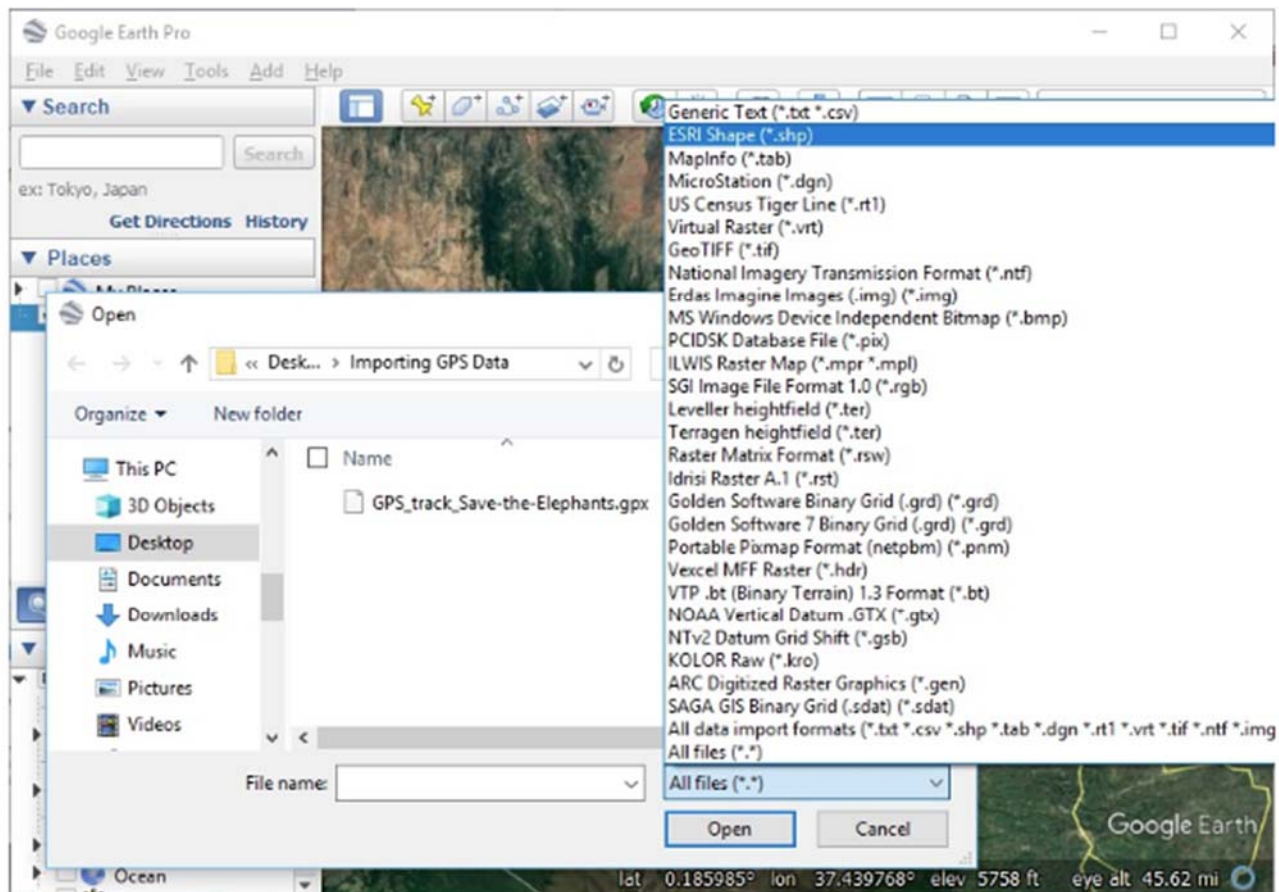 Google Earth Pro
File Edit View Tools Add Help
Search
Search
ex: Tokyo, Japan
Get Directions History
Places
My Places
Open
« Desk... > Importing GPS Data
Organize New folder
Name
This PC
3D Objects
Desktop
Documents
Downloads
Music
Pictures
Videos
GPS_track_Save-the-Elephants.gpx
Generic Text (*.txt *.csv)
ESRI Shape (*.shp)
MapInfo (*.tab)
MicroStation (*.dgn)
US Census Tiger Line (*.rt1)
Virtual Raster (*.vrt)
GeoTIFF (*.tif)
National Imagery Transmission Format (*.ntf)
Erdas Imagine Images (.img) (*.img)
MS Windows Device Independent Bitmap (*.bmp)
PCIDSK Database File (*.pix)
ILWIS Raster Map (*.mpr *.mpl)
SGI Image File Format 1.0 (*.rgb)
Leveller heightfield (*.ter)
Terragen heightfield (*.ter)
Raster Matrix Format (*.rsw)
Idrisi Raster A.1 (*.rst)
Golden Software Binary Grid (.grd) (*.grd)
Golden Software 7 Binary Grid (.grd) (*.grd)
Portable Pixmap Format (netpbm) (*.pnm)
Vexcel MFF Raster (*.hdr)
VTP .bt (Binary Terrain) 1.3 Format (*.bt)
NOAA Vertical Datum .GTX (*.gtx)
NTv2 Datum Grid Shift (*.gsb)
KOLOR Raw (*.kro)
ARC Digitized Raster Graphics (*.gen)
SAGA GIS Binary Grid (.sdat) (*.sdat)
All data import formats (*.txt *.csv *.shp *.tab *.dgn *.rt1 *.vrt *.tif *.ntf *.img
All files (*.*)
File name:
All files (*.*)
Open Cancel
Google Earth
Ocean
lat 0.185985° lon 37.439768° elev 5758 ft eye alt 45.62 mi